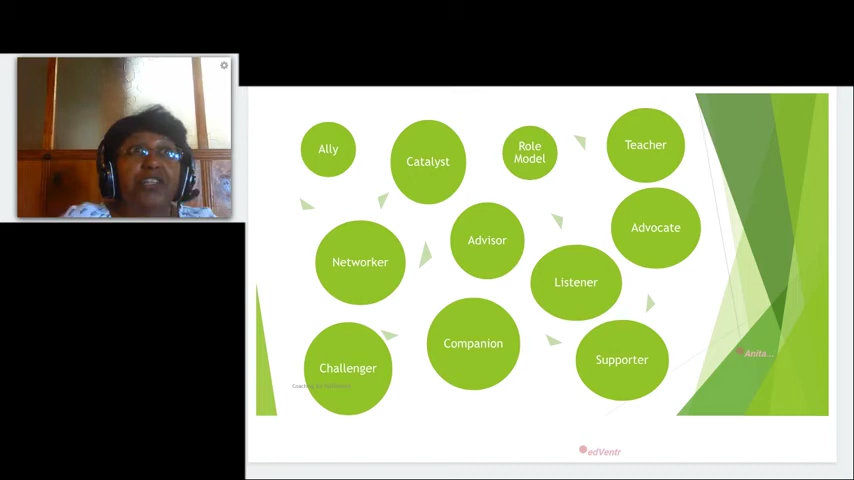 Ally
Catalyst
Role
Model
Teacher
Networker
Advisor
Listener
Advocate
Challenger
Companion
Supporter
Anita...
edVentr